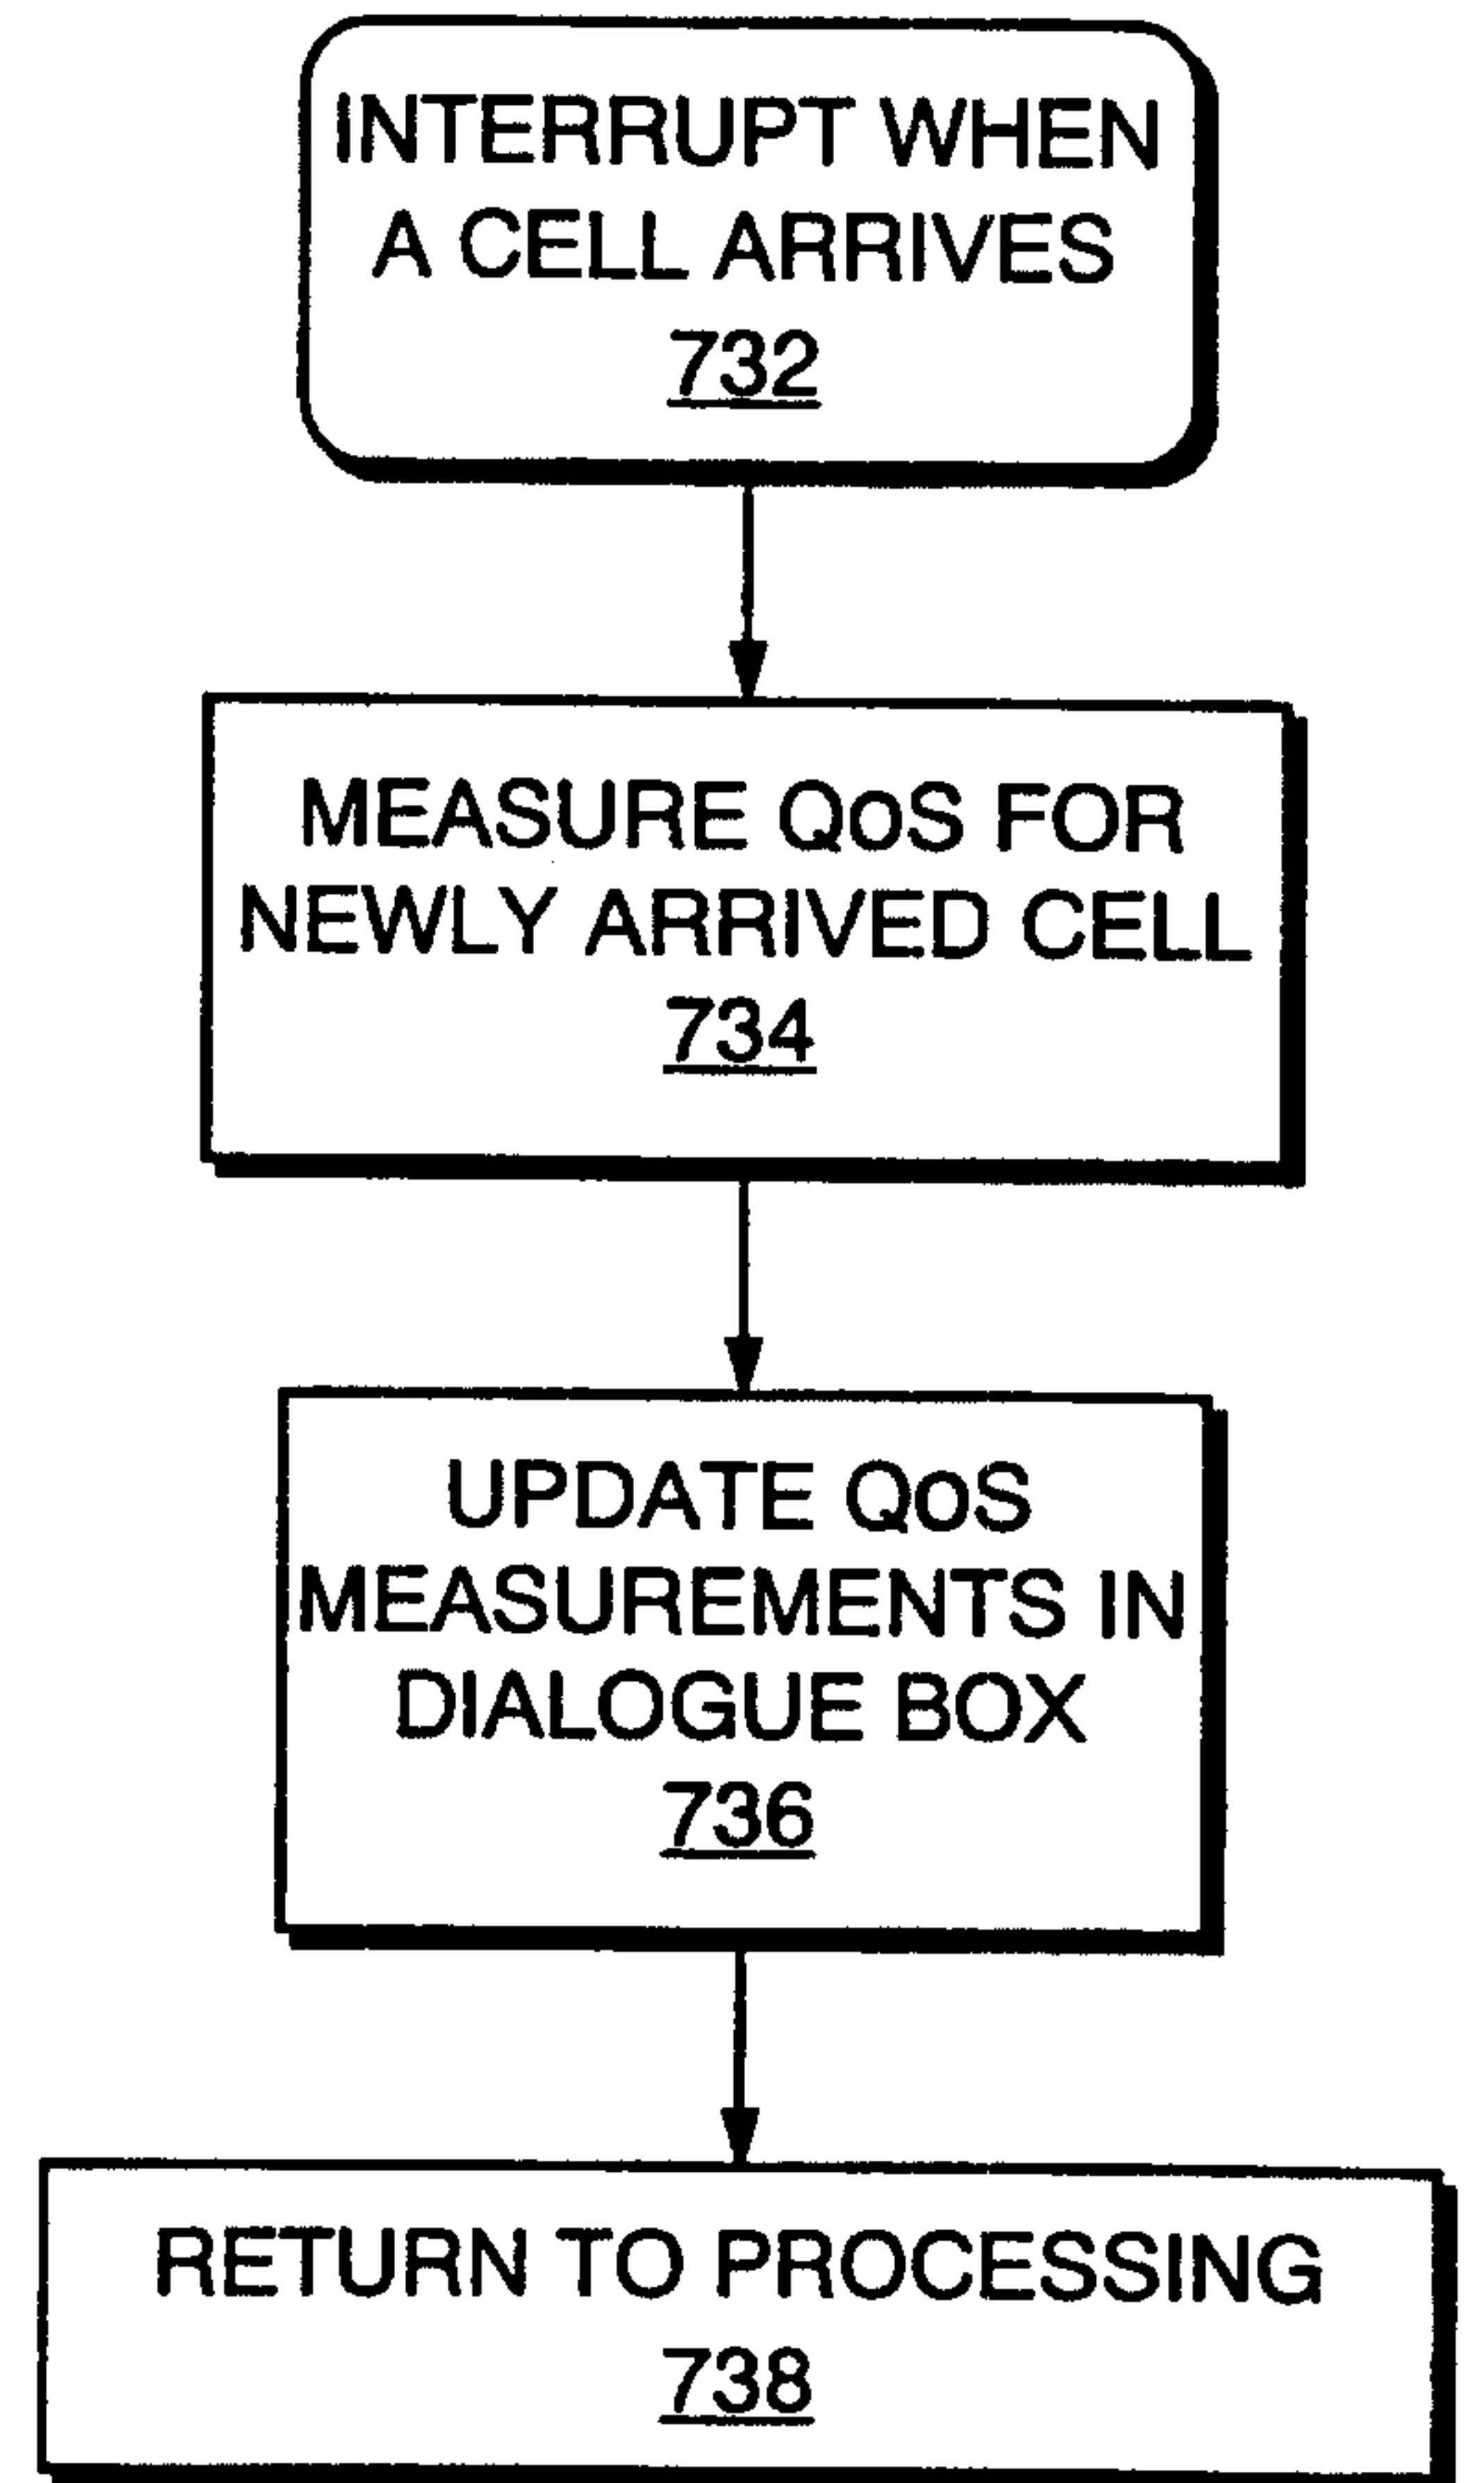 INTERRUPT WHEN
A CELL ARRIVES
732
MEASURE QoS FOR
NEWLY ARRIVED CELL
734
UPDATE QoS
MEASUREMENTS IN
DIALOGUE BOX
736
RETURN TO PROCESSING
738